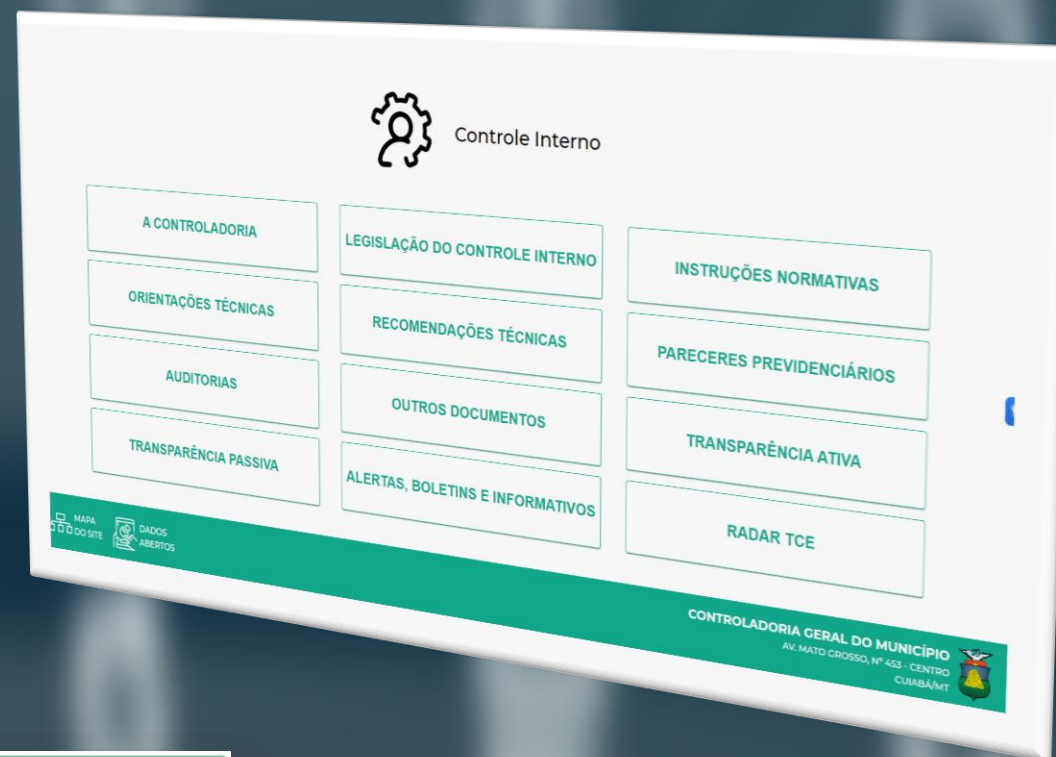 Controle Interno
A CONTROLADORIA
LEGISLAÇÃO DO CONTROLE INTERNO
INSTRUÇÕES NORMATIVAS
ORIENTAÇÕES TÉCNICAS
RECOMENDAÇÕES TÉCNICAS
PARECERES PREVIDENCIÁRIOS
AUDITORIAS
OUTROS DOCUMENTOS
TRANSPARÊNCIA ATIVA
TRANSPARÊNCIA PASSIVA
ALERTAS, BOLETINS E INFORMATIVOS
RADAR TCE
MAPA
DO SITE
DADOS
ABERTOS
CONTROLADORIA GERAL DO MUNICÍPIO
AV. MATO GROSSO, Nº 453 - CENTRO
CUIABÁ/MT